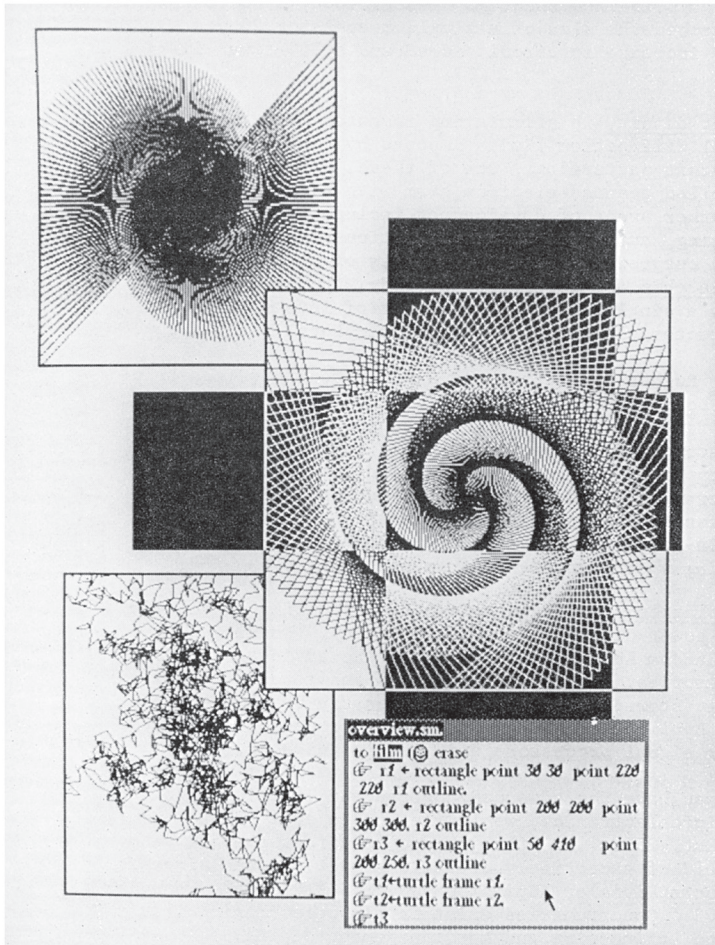 overview.sm.
to film (☺ erase
(☞ r1 ← rectangle point 30 30 point 220
220 r1 outline.
(☞ r2 ← rectangle point 200 200 point
300 300. r2 outline
(☞ r3 ← rectangle point 50 410 point
200 250. r3 outline
(☞ t1←turtle frame r1.
(☞ t2←turtle frame r2.
(☞ t3